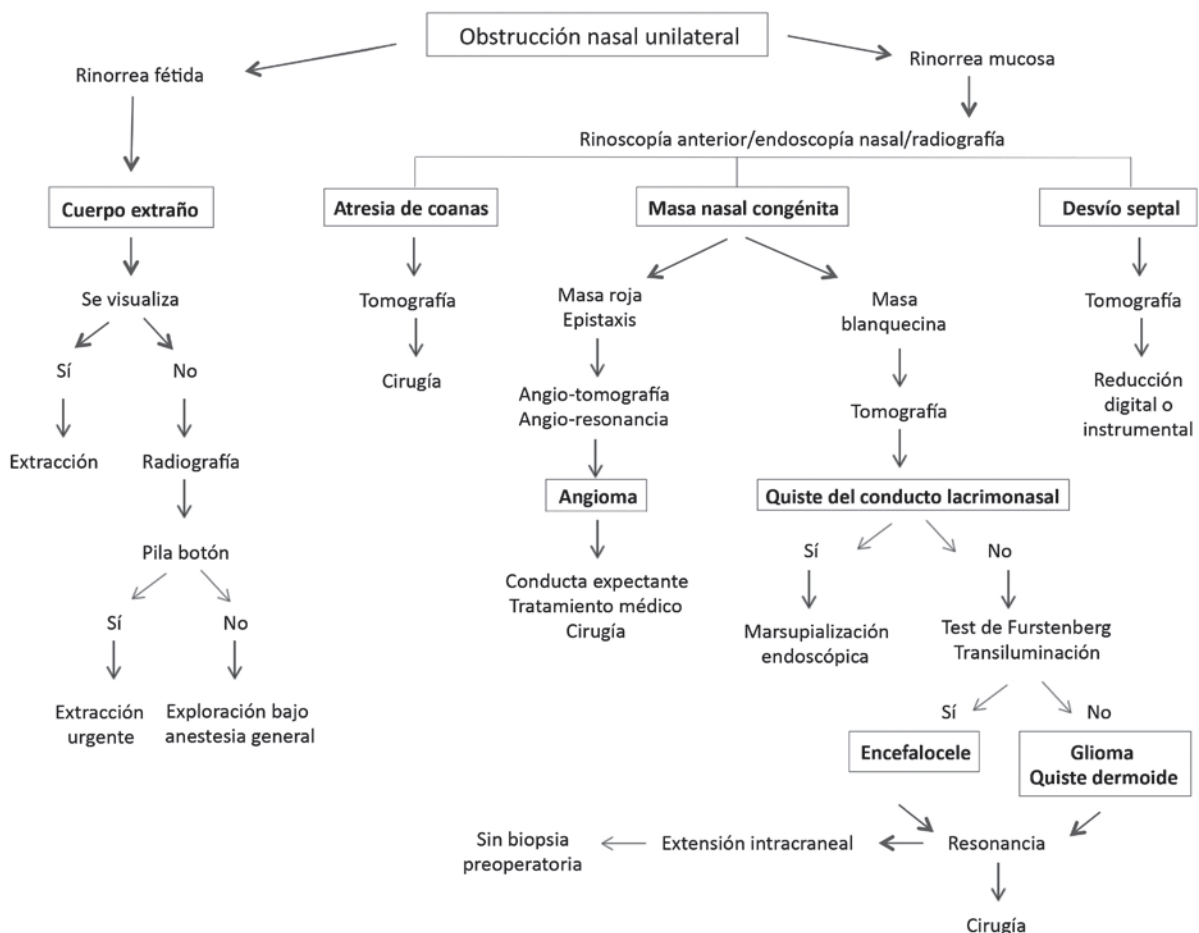 Obstrucción nasal unilateral
Rinorrea fétida
Rinorrea mucosa
Rinoscopía anterior/endoscopía nasal/radiografía
Cuerpo extraño
Atresia de coanas
Masa nasal congénita
Desvío septal
Se visualiza
Tomografía
Masa roja
Epistaxis
Masa
blanquecina
Tomografía
Sí
No
Cirugía
Angio-tomografía
Angio-resonancia
Tomografía
Reducción
digital o
instrumental
Extracción
Radiografía
Angioma
Quiste del conducto lacrimonasal
Pila botón
Sí
No
Conducta expectante
Tratamiento médico
Cirugía
Sí
No
Marsupialización
endoscópica
Test de Furstenberg
Transiluminación
Extracción
urgente
Exploración bajo
anestesia general
Sí
No
Encefalocele
Glioma
Quiste dermoide
Sin biopsia
preoperatoria
Extensión intracraneal
Resonancia
Cirugía